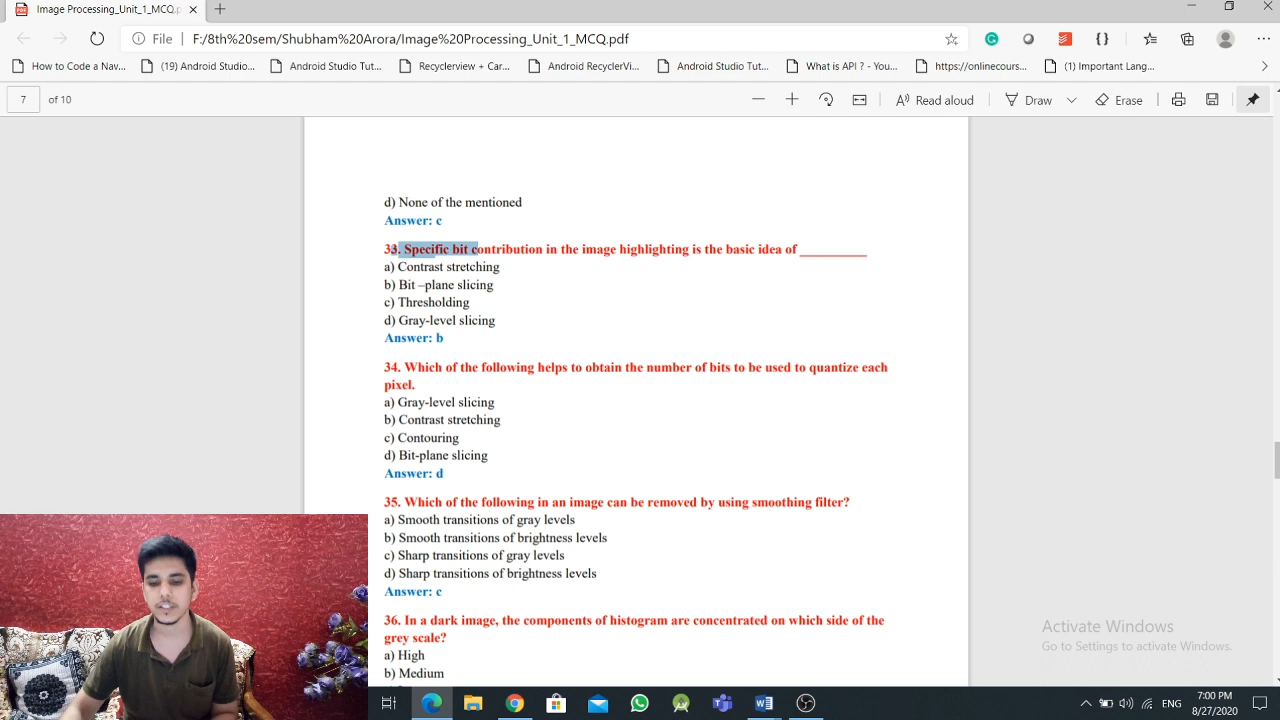 Image Processing_Unit_1_MCQ.p
File F:/8th%20sem/Shubham%20Arora/Image%20Processing_Unit_1_MCQ.pdf
How to Code a Nav... (19) Android Studio... Android Studio Tut... Recyclerview + Car... Android RecyclerVi... Android Studio Tut... What is API ? - You... https://onlinecours... (1) Important Lang...
7 of 10 Read aloud Draw Erase
d) None of the mentioned
Answer: c
33. Specific bit contribution in the image highlighting is the basic idea of __________
a) Contrast stretching
b) Bit –plane slicing
c) Thresholding
d) Gray-level slicing
Answer: b
34. Which of the following helps to obtain the number of bits to be used to quantize each
pixel.
a) Gray-level slicing
b) Contrast stretching
c) Contouring
d) Bit-plane slicing
Answer: d
35. Which of the following in an image can be removed by using smoothing filter?
a) Smooth transitions of gray levels
b) Smooth transitions of brightness levels
c) Sharp transitions of gray levels
d) Sharp transitions of brightness levels
Answer: c
36. In a dark image, the components of histogram are concentrated on which side of the
grey scale?
a) High
b) Medium
Activate Windows
Go to Settings to activate Windows.
ENG
7:00 PM
8/27/2020